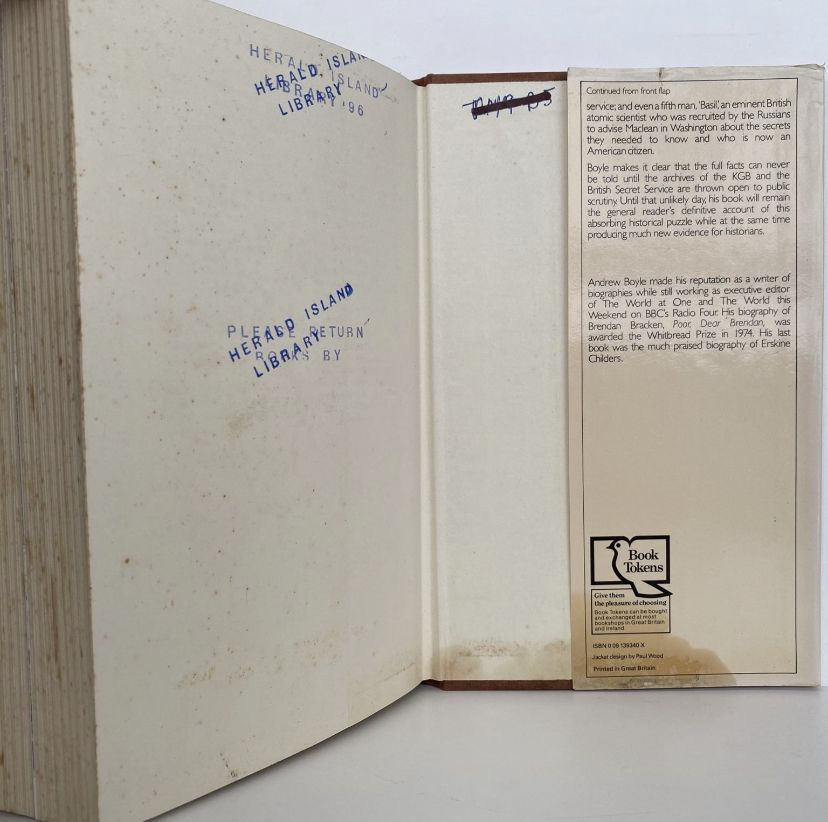 HERALD ISLAN
HERALD ISLAND
LIBRARY '96
PLEASE RETURN
HERALD ISLAND
LIBRARY
BOOKS BY
Continued from front flap
service; and even a fifth man, 'Basil', an eminent British
atomic scientist who was recruited by the Russians
to advise Maclean in Washington about the secrets
they needed to know and who is now an
American citizen.
Boyle makes it clear that the full facts can never
be told until the archives of the KGB and the
British Secret Service are thrown open to public
scrutiny. Until that unlikely day, his book will remain
the general reader's definitive account of this
absorbing historical puzzle while at the same time
producing much new evidence for historians.
Andrew Boyle made his reputation as a writer of
biographies while still working as executive editor
of The World at One and The World this
Weekend on BBC's Radio Four. His biography of
Brendan Bracken, Poor, Dear Brendan, was
awarded the Whitbread Prize in 1974. His last
book was the much praised biography of Erskine
Childers.
Book
Tokens
Give them
the pleasure of choosing
Book Tokens can be bought
and exchanged at most
bookshops in Great Britain
and Ireland.
ISBN 0 09 139340 X
Jacket design by Paul Wood
Printed in Great Britain